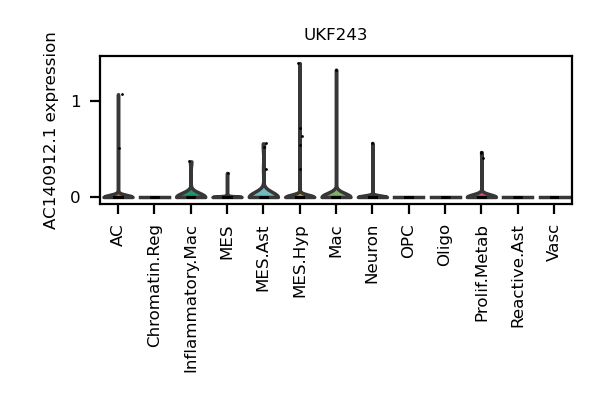 UKF243
AC140912.1 expression
1
0
AC
Chromatin.Reg
Inflammatory.Mac
MES
MES.Ast
MES.Hyp
Mac
Neuron
OPC
Oligo
Prolif.Metab
Reactive.Ast
Vasc